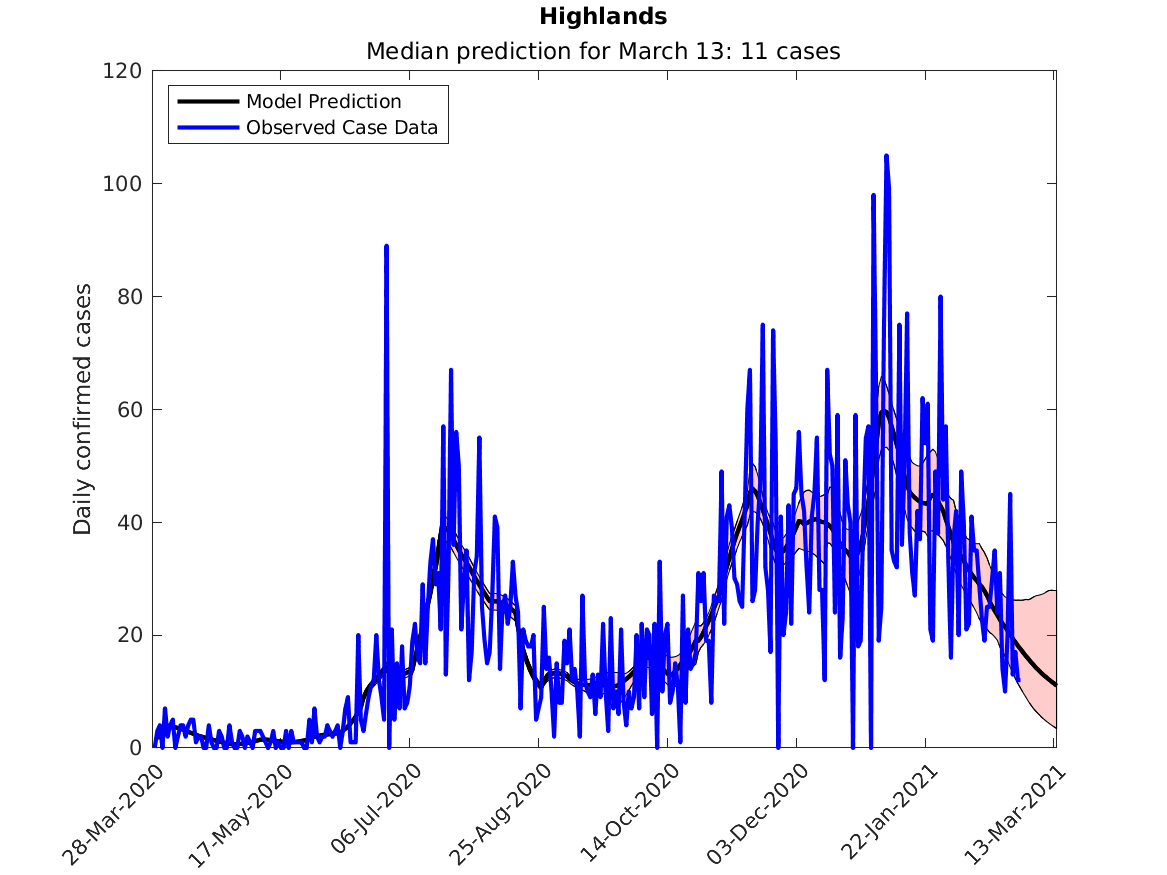 Highlands
Median prediction for March 13: 11 cases
Model Prediction
Observed Case Data
Daily confirmed cases
120
100
80
60
40
20
0
28-Mar-2020
17-May-2020
06-Jul-2020
25-Aug-2020
14-Oct-2020
03-Dec-2020
22-Jan-2021
13-Mar-2021